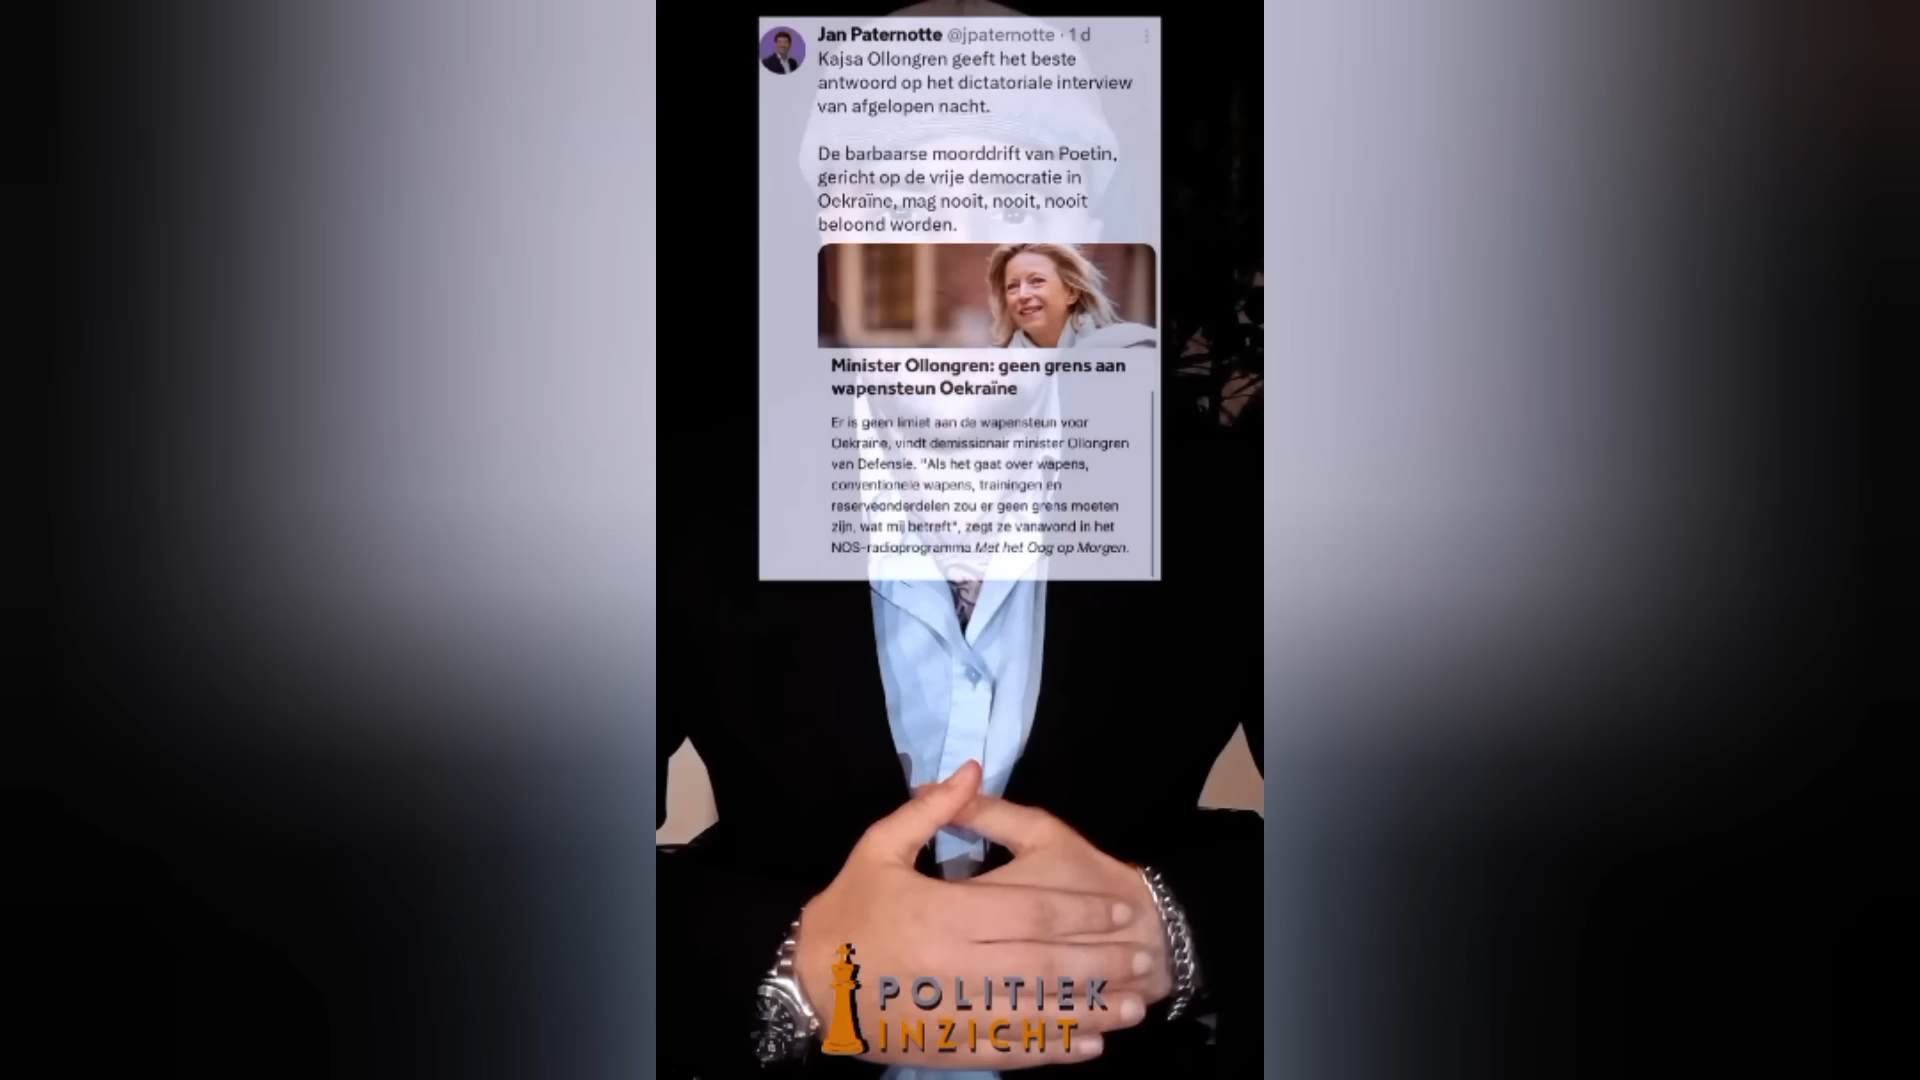 Jan Paternotte @jpaternotte · 1 d
Kajsa Ollongren geeft het beste
antwoord op het dictatoriale interview
van afgelopen nacht.
De barbaarse moorddrift van Poetin,
gericht op de vrije democratie in
Oekraïne, mag nooit, nooit, nooit
beloond worden.
Minister Ollongren: geen grens aan
wapensteun Oekraïne
Er is geen limiet aan de wapensteun voor
Oekraïne, vindt demissionair minister Ollongren
van Defensie. "Als het gaat over wapens,
conventionele wapens, trainingen en
reserveonderdelen zou er geen grens moeten
zijn, wat mij betreft", zegt ze vanavond in het
NOS-radioprogramma Met het Oog op Morgen.
POLITIEK
INZICHT